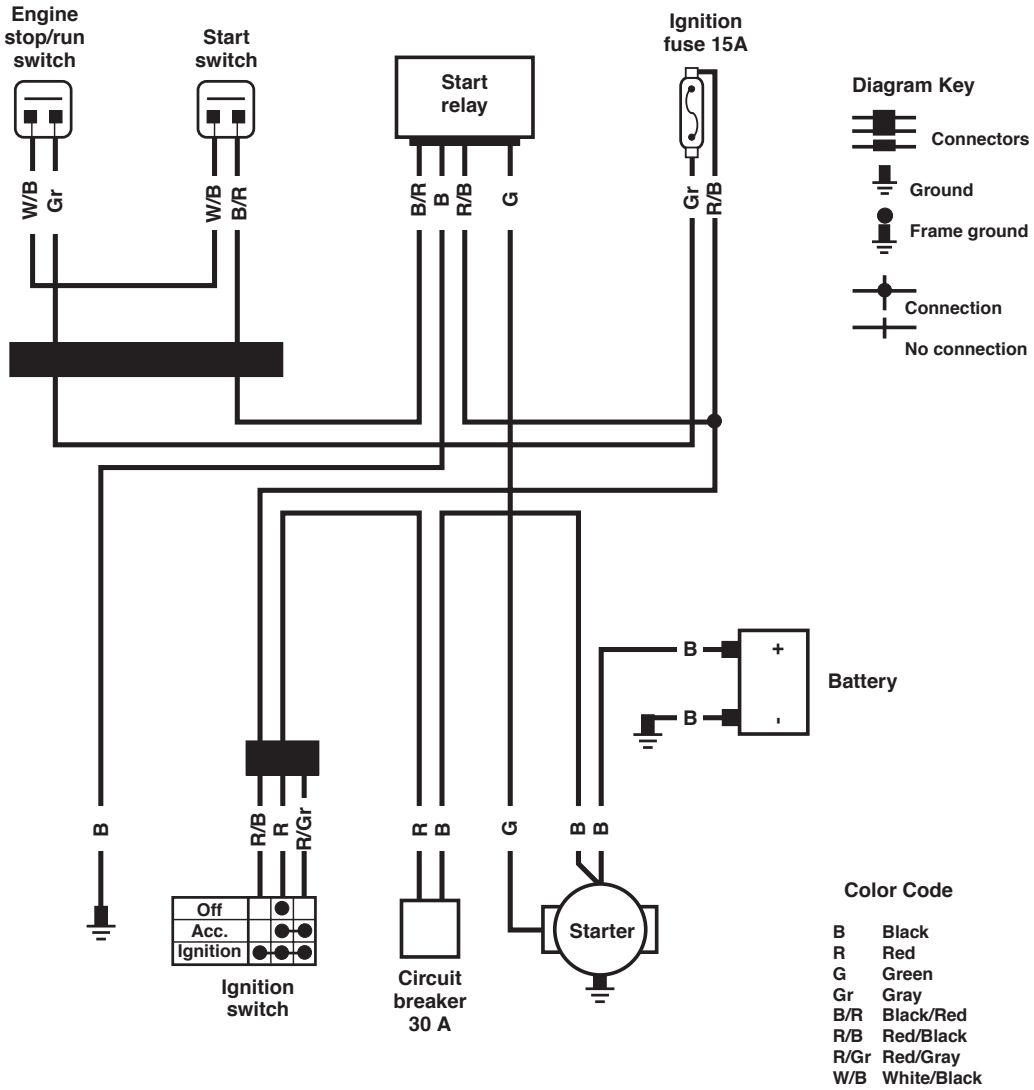 Engine
stop/run
switch
Start
switch
Start
relay
Ignition
fuse 15A
Diagram Key
Connectors
Ground
Frame ground
Connection
No connection
W/B
Gr
W/B
B/R
B/R
B
R/B
G
Gr
R/B
B
+
Battery
B
-
B
R/B
R
R/Gr
R
B
G
B
B
Off
Acc.
Ignition
Ignition
switch
Circuit
breaker
30 A
Starter
Color Code
B Black
R Red
G Green
Gr Gray
B/R Black/Red
R/B Red/Black
R/Gr Red/Gray
W/B White/Black